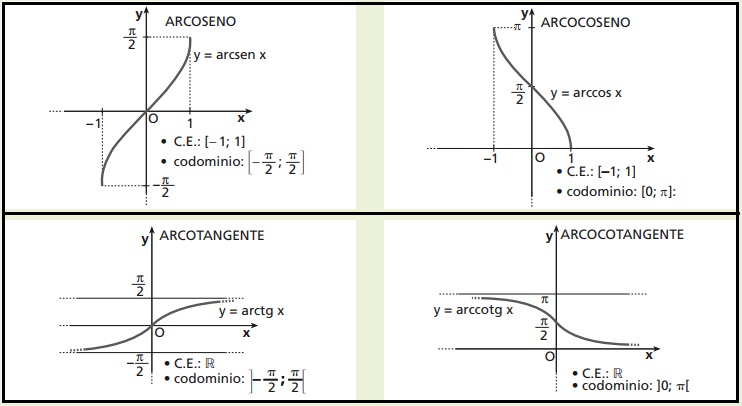 y
ARCOSENO
π/2
y = arcsen x
−1
O
1
x
• C.E.: [−1; 1]
• codominio: [−π/2 ; π/2]
−π/2
y
ARCOCOSENO
π
π/2
y = arccos x
−1
O
1
x
• C.E.: [−1; 1]
• codominio: [0; π]:
y
ARCOTANGENTE
π/2
y = arctg x
O
x
−π/2
• C.E.: ℝ
• codominio: ]−π/2 ; π/2[
y
ARCOCOTANGENTE
π
y = arccotg x
π/2
O
x
• C.E.: ℝ
• codominio: ]0; π[